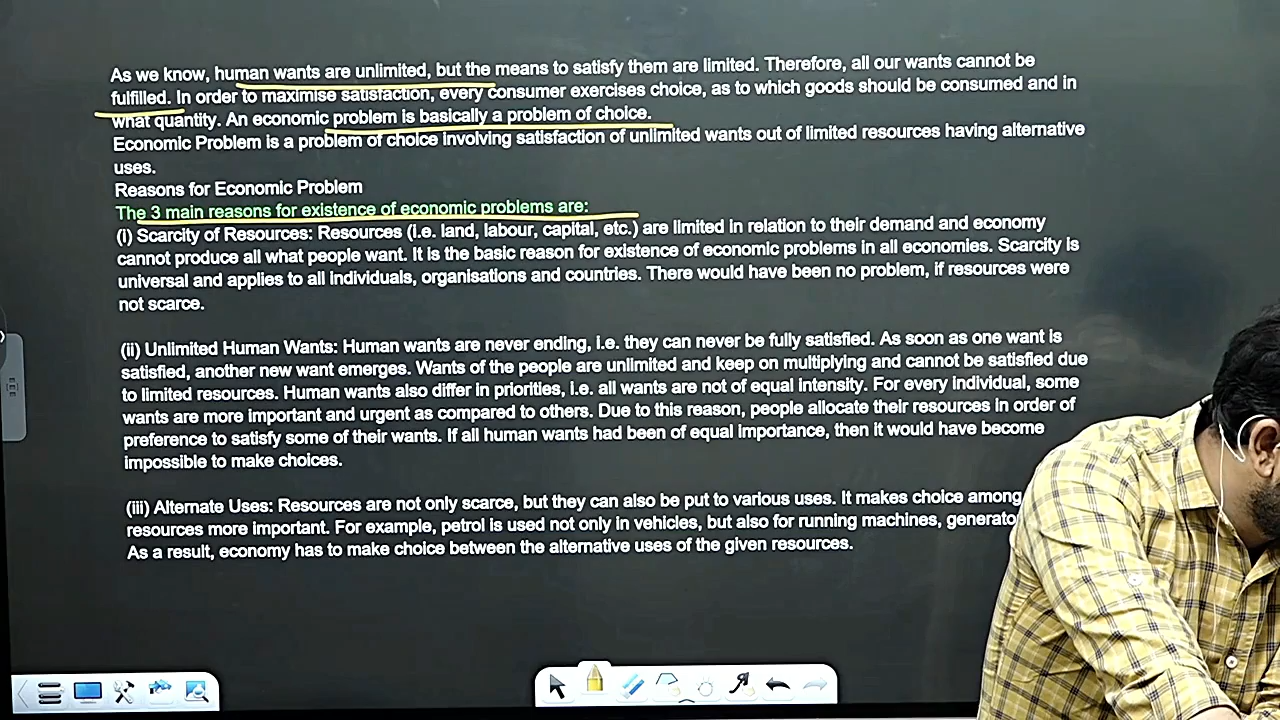 As we know, human wants are unlimited, but the means to satisfy them are limited. Therefore, all our wants cannot be
fulfilled. In order to maximise satisfaction, every consumer exercises choice, as to which goods should be consumed and in
what quantity. An economic problem is basically a problem of choice.
Economic Problem is a problem of choice involving satisfaction of unlimited wants out of limited resources having alternative
uses.
Reasons for Economic Problem
The 3 main reasons for existence of economic problems are:
(i) Scarcity of Resources: Resources (i.e. land, labour, capital, etc.) are limited in relation to their demand and economy
cannot produce all what people want. It is the basic reason for existence of economic problems in all economies. Scarcity is
universal and applies to all individuals, organisations and countries. There would have been no problem, if resources were
not scarce.
(ii) Unlimited Human Wants: Human wants are never ending, i.e. they can never be fully satisfied. As soon as one want is
satisfied, another new want emerges. Wants of the people are unlimited and keep on multiplying and cannot be satisfied due
to limited resources. Human wants also differ in priorities, i.e. all wants are not of equal intensity. For every individual, some
wants are more important and urgent as compared to others. Due to this reason, people allocate their resources in order of
preference to satisfy some of their wants. If all human wants had been of equal importance, then it would have become
impossible to make choices.
(iii) Alternate Uses: Resources are not only scarce, but they can also be put to various uses. It makes choice among
resources more important. For example, petrol is used not only in vehicles, but also for running machines,
As a result, economy has to make choice between the alternative uses of the given resources.